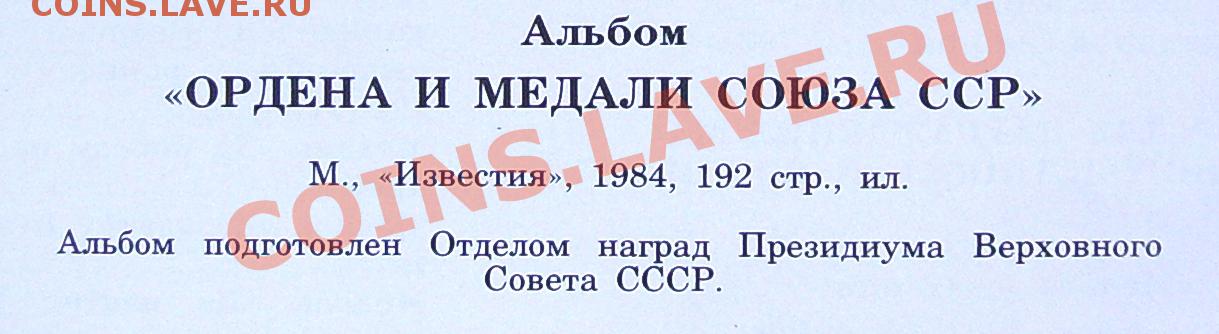 COINS.LAVE.RU
Альбом
«ОРДЕНА И МЕДАЛИ СОЮЗА ССР»
COINS.LAVE.RU
М., «Известия», 1984, 192 стр., ил.
Альбом подготовлен Отделом наград Президиума Верховного
Совета СССР.